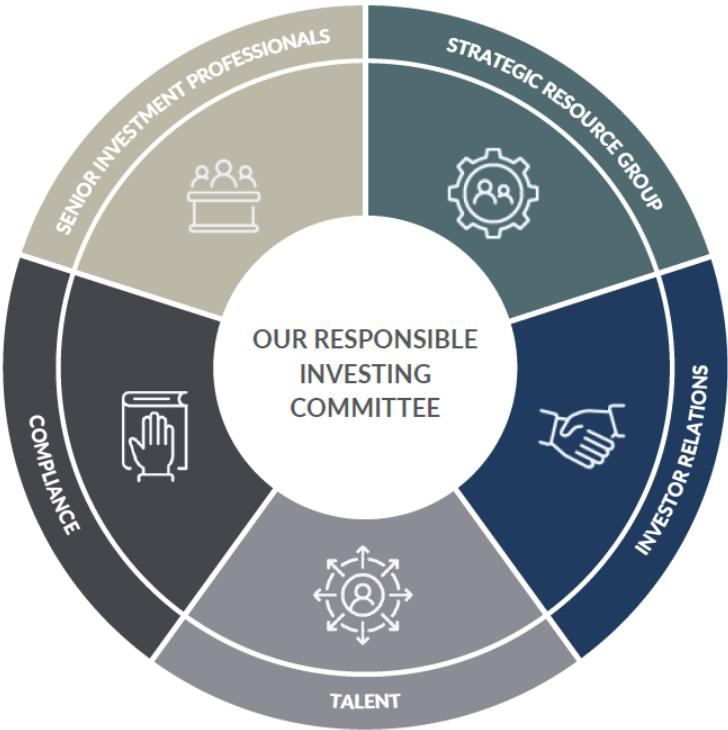 SENIOR INVESTMENT PROFESSIONALS
STRATEGIC RESOURCE GROUP
OUR RESPONSIBLE
INVESTING
COMMITTEE
COMPLIANCE
INVESTOR RELATIONS
TALENT